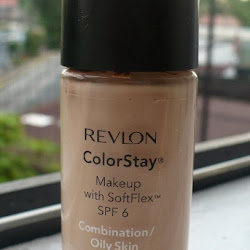 REVLON
ColorStay®
Makeup
with SoftFlex™
SPF 6
Combination/
Oily Skin